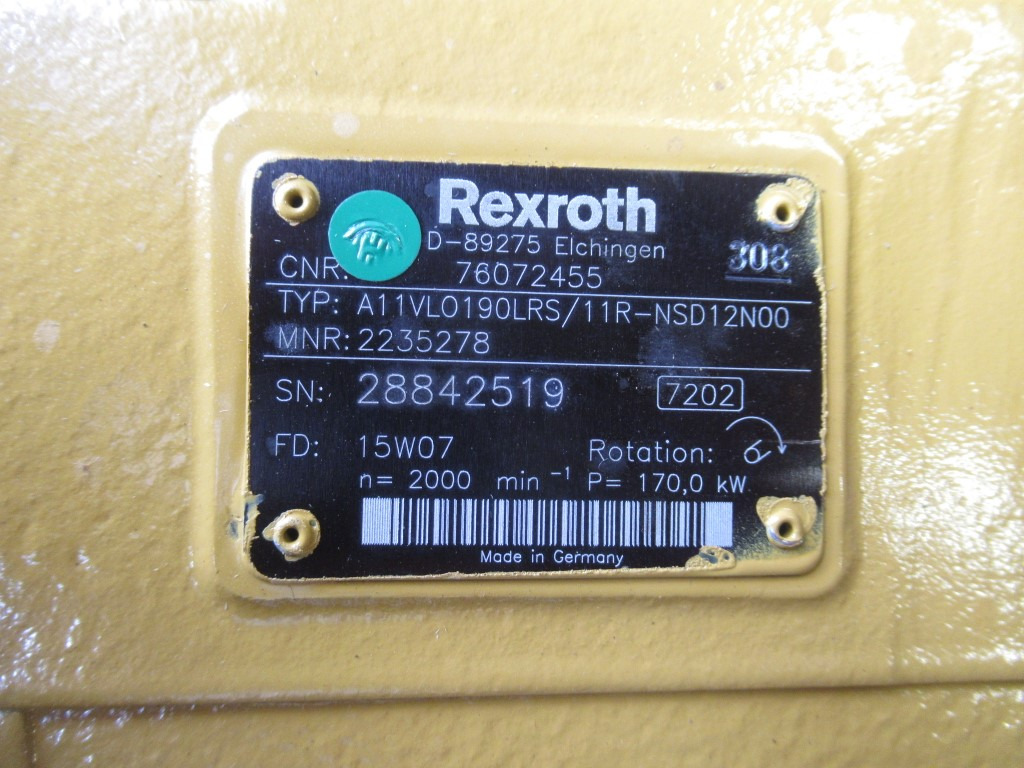 Rexroth
D-89275 Elchingen
308
CNR: 76072455
TYP: A11VLO190LRS/11R-NSD12N00
MNR: 2235278
SN: 28842519 7202
FD: 15W07 Rotation:
n= 2000 min⁻¹ P= 170,0 kW
Made in Germany